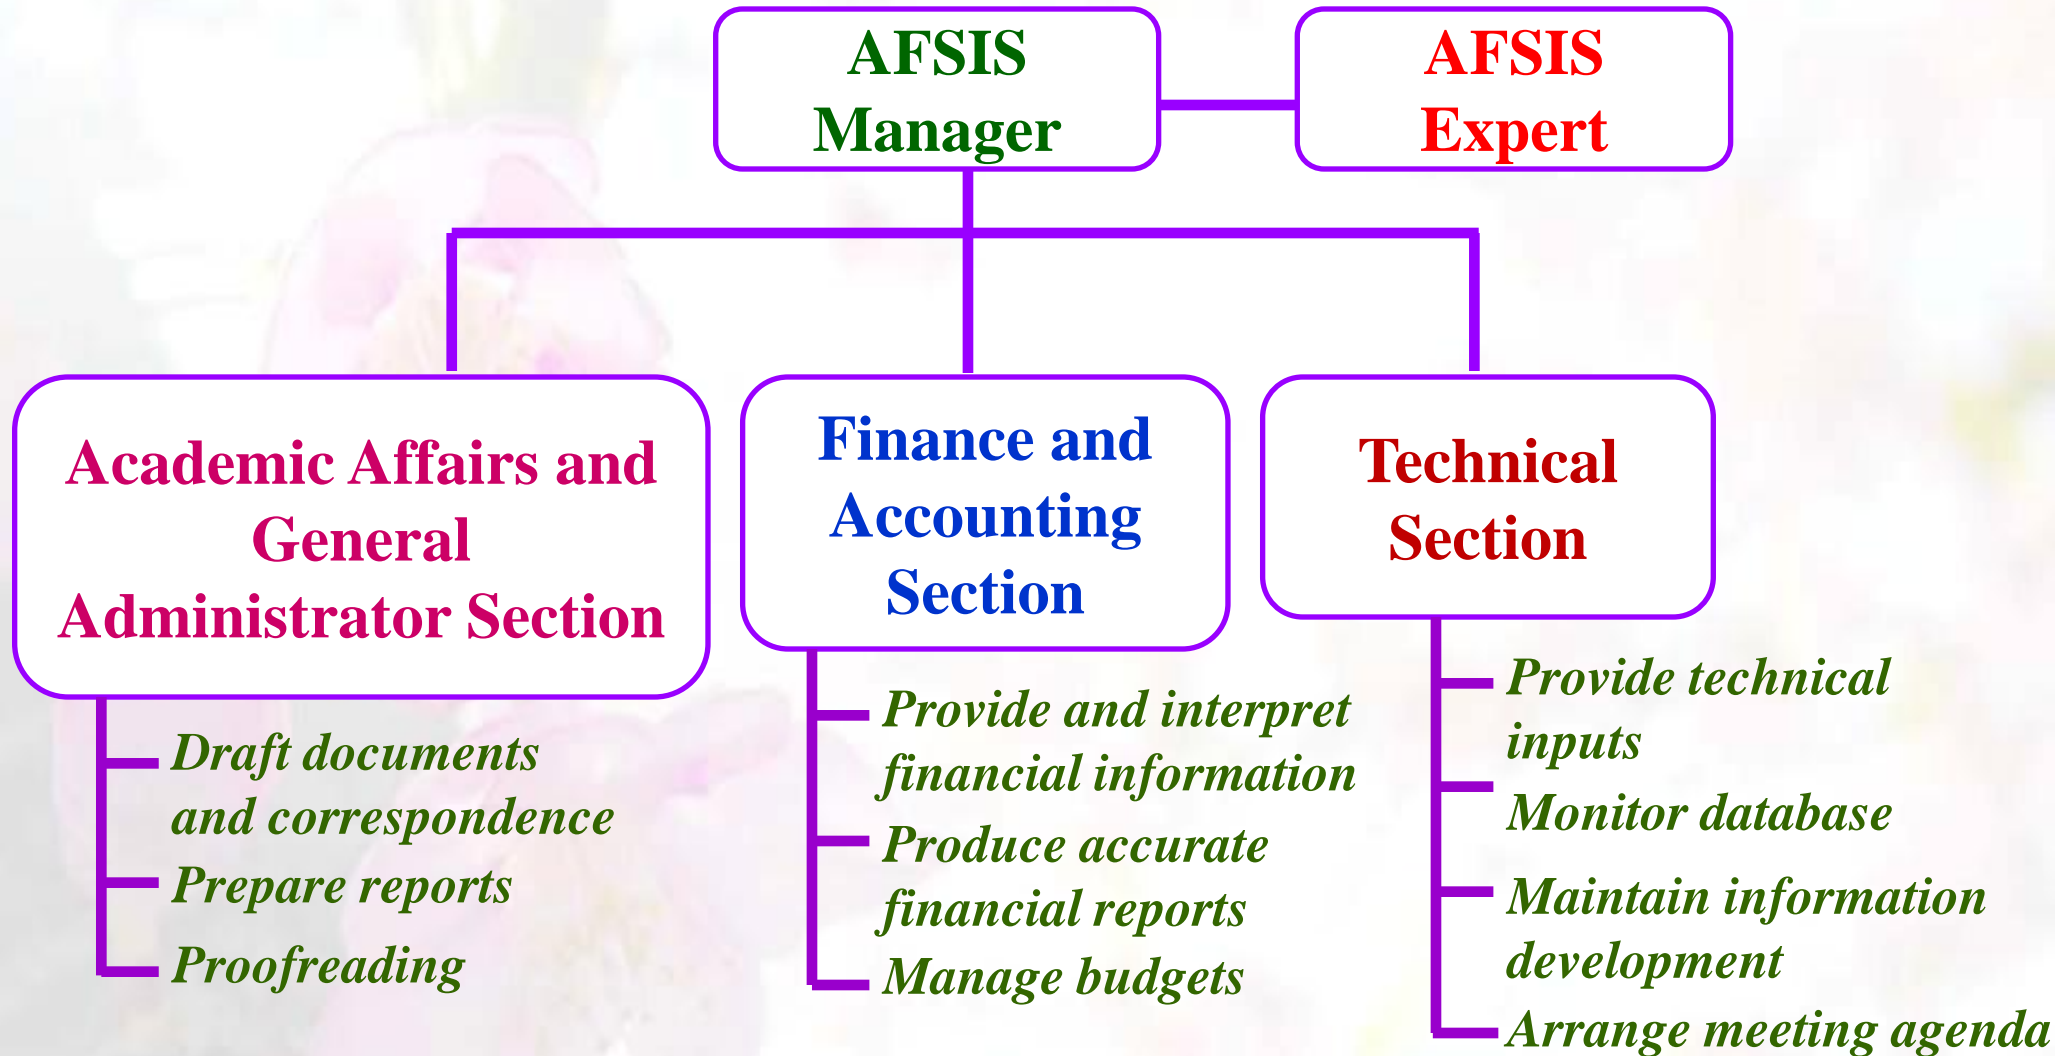 AFSIS
Manager
AFSIS
Expert
Academic Affairs and
General
Administrator Section
Draft documents
and correspondence
Prepare reports
Proofreading
Finance and
Accounting
Section
Provide and interpret
financial information
Produce accurate
financial reports
Manage budgets
Technical
Section
Provide technical
inputs
Monitor database
Maintain information
development
Arrange meeting agenda